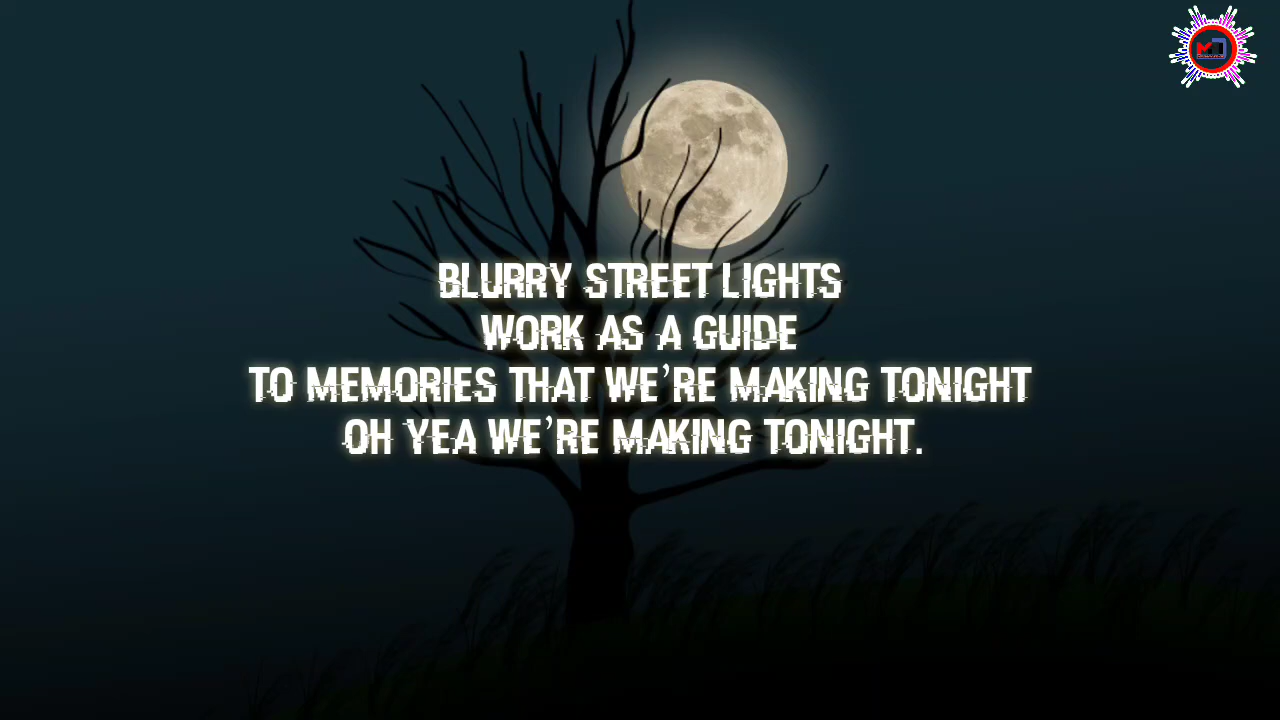 BLURRY STREET LIGHTS
WORK AS A GUIDE
TO MEMORIES THAT WE'RE MAKING TONIGHT
OH YEA WE'RE MAKING TONIGHT.